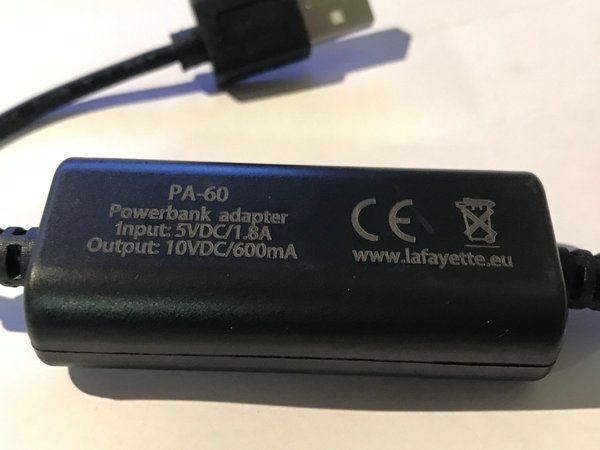 PA-60
Powerbank adapter
Input: 5VDC/1.8A
Output: 10VDC/600mA
CE
www.lafayette.eu